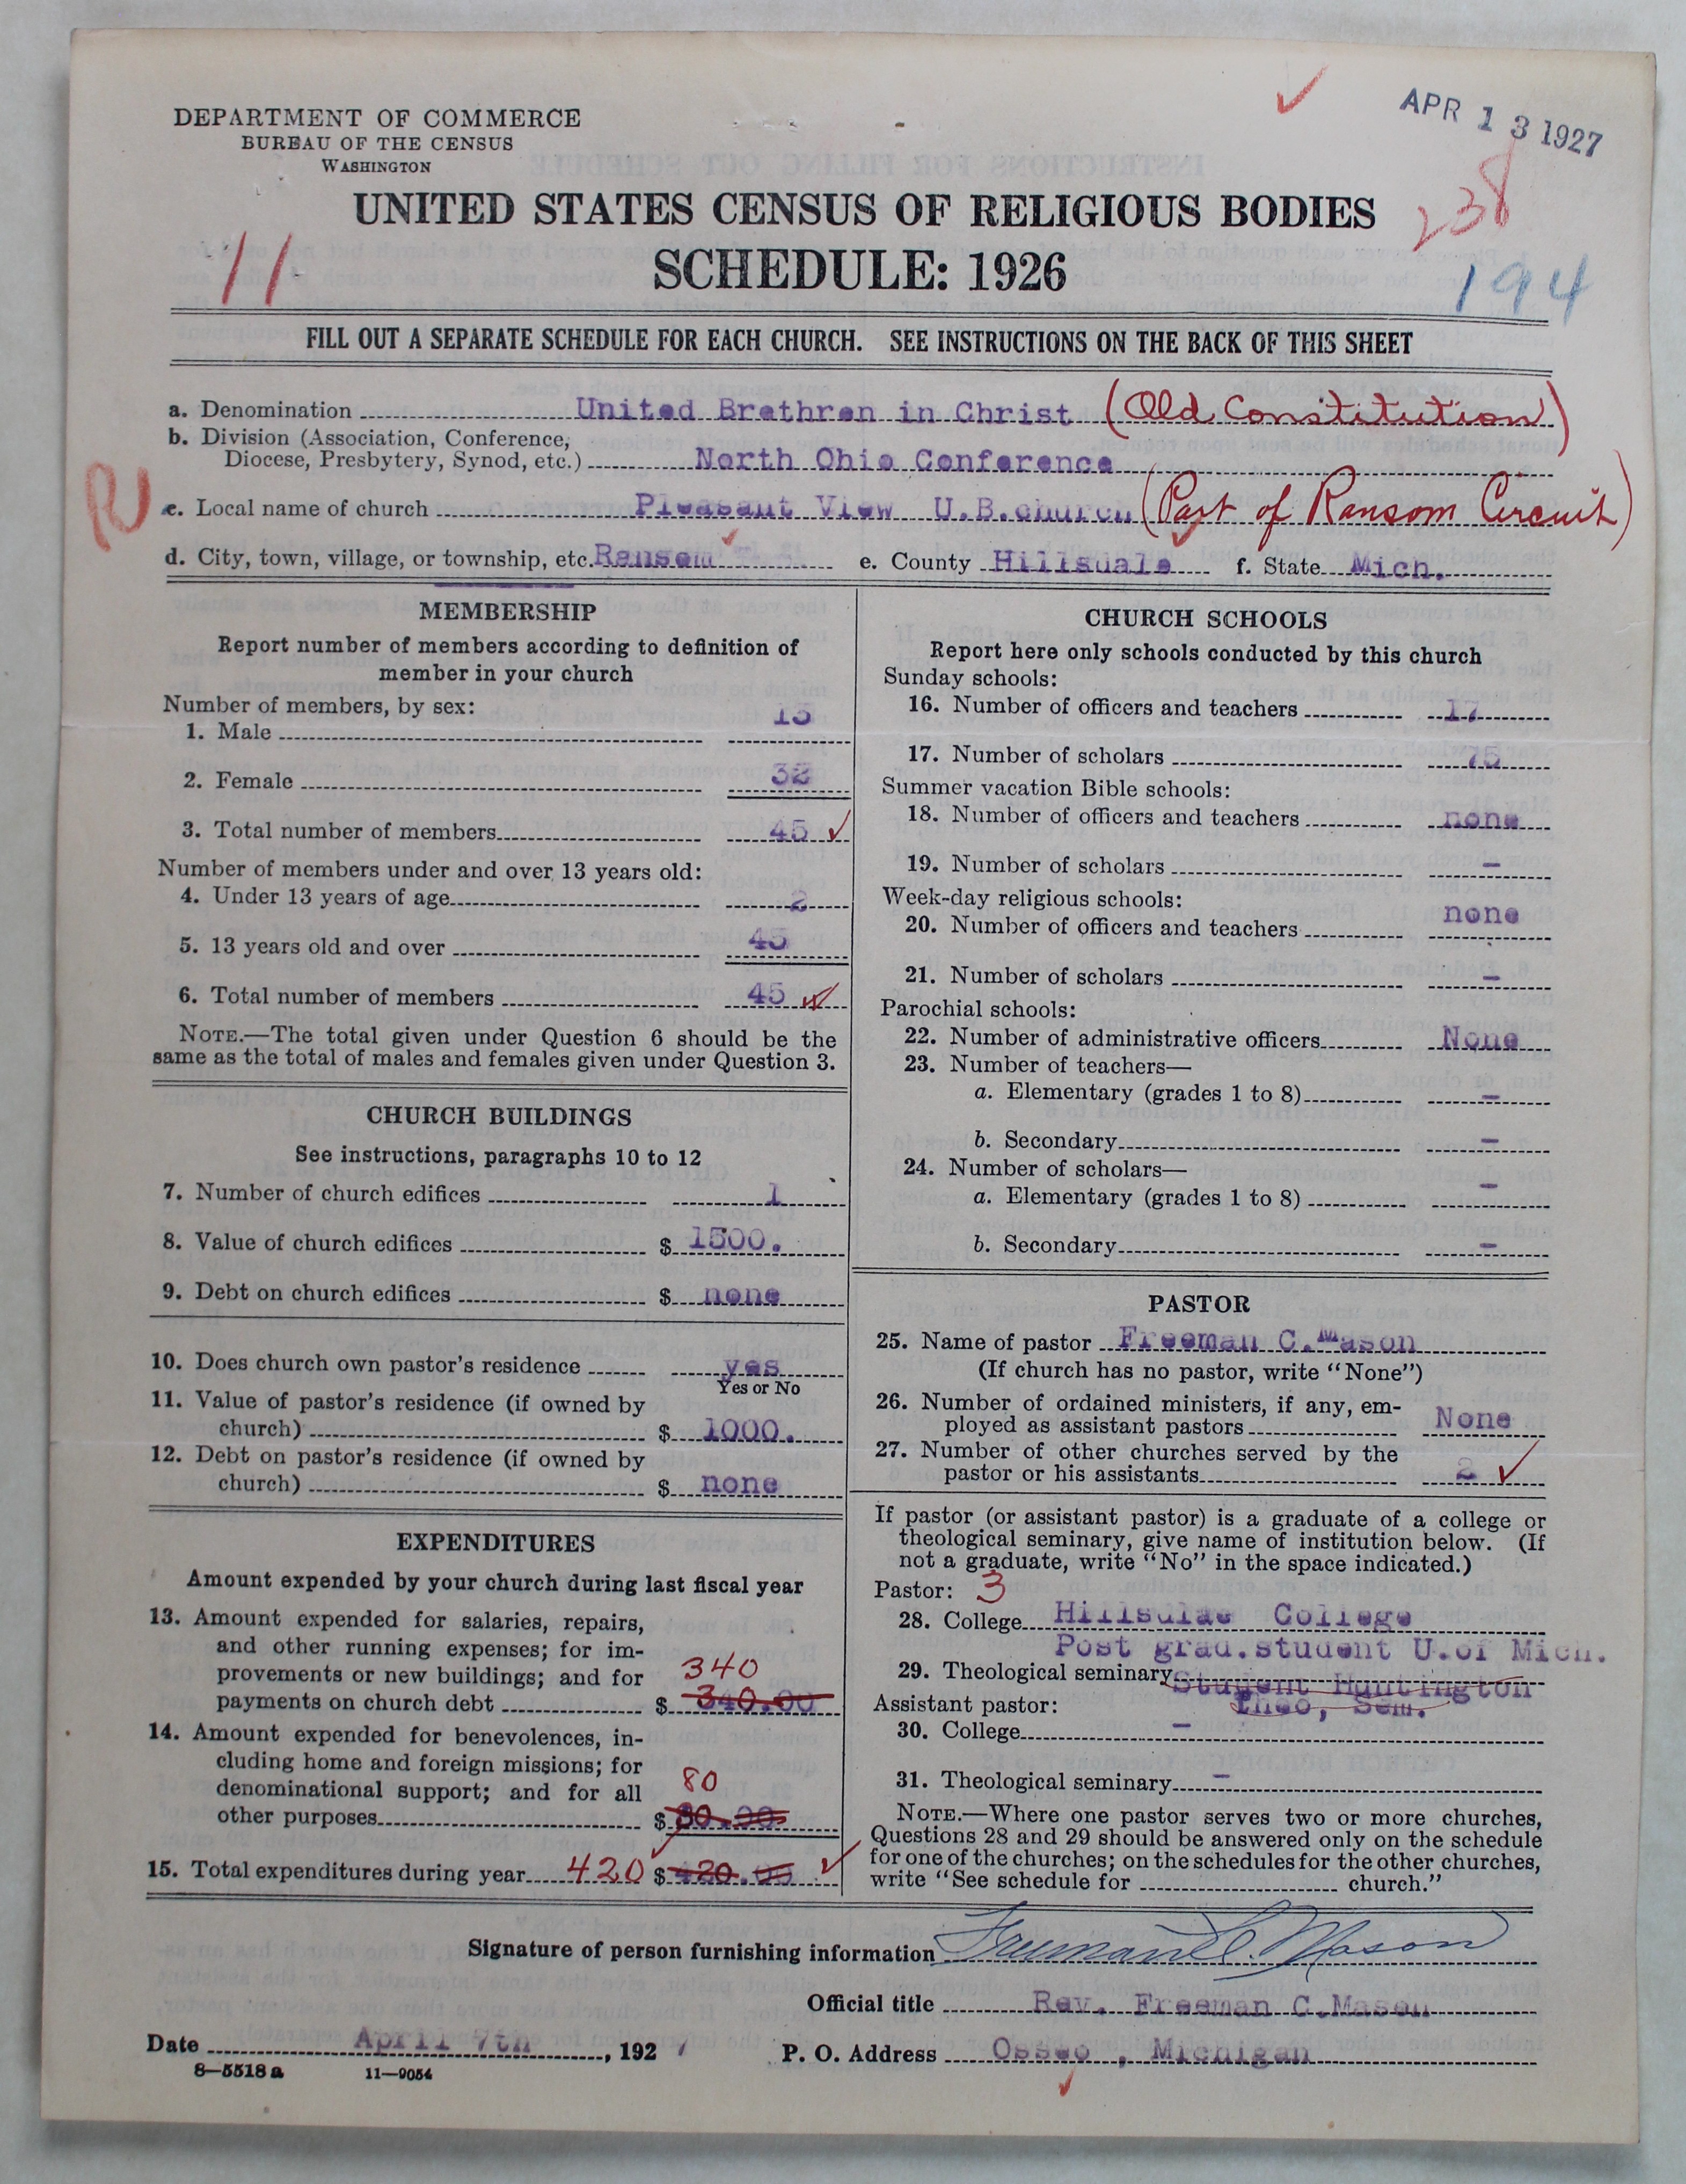 APR 13 1927
DEPARTMENT OF COMMERCE
BUREAU OF THE CENSUS
WASHINGTON
238
UNITED STATES CENSUS OF RELIGIOUS BODIES
11
SCHEDULE: 1926
194
FILL OUT A SEPARATE SCHEDULE FOR EACH CHURCH. SEE INSTRUCTIONS ON THE BACK OF THIS SHEET
a. Denomination United Brethren in Christ (Old Constitution)
b. Division (Association, Conference,
Diocese, Presbytery, Synod, etc.) North Ohio Conference
c. Local name of church Pleasant View U.B.church (Part of Ransom Circuit)
d. City, town, village, or township, etc. Ransom e. County Hillsdale f. State Mich.
MEMBERSHIP
Report number of members according to definition of
member in your church
Number of members, by sex:
1. Male 13
2. Female 32
3. Total number of members 45 ✓
Number of members under and over 13 years old:
4. Under 13 years of age 2
5. 13 years old and over
6. Total number of members 45
NOTE.—The total given under Question 6 should be the
same as the total of males and females given under Question 3.
CHURCH BUILDINGS
See instructions, paragraphs 10 to 12
7. Number of church edifices 1
8. Value of church edifices $ 1500.
9. Debt on church edifices $ none
10. Does church own pastor's residence yes
Yes or No
11. Value of pastor's residence (if owned by
church) $ 1000.
12. Debt on pastor's residence (if owned by
church) $ none
EXPENDITURES
Amount expended by your church during last fiscal year
13. Amount expended for salaries, repairs,
and other running expenses; for im-
provements or new buildings; and for 340
payments on church debt $ 340.00
14. Amount expended for benevolences, in-
cluding home and foreign missions; for
denominational support; and for all 80
other purposes $ 80.00
15. Total expenditures during year 420 $ 420.00 ✓
CHURCH SCHOOLS
Report here only schools conducted by this church
Sunday schools:
16. Number of officers and teachers 17
17. Number of scholars 75
Summer vacation Bible schools:
18. Number of officers and teachers none
19. Number of scholars –
Week-day religious schools:
20. Number of officers and teachers none
21. Number of scholars –
Parochial schools:
22. Number of administrative officers None
23. Number of teachers—
a. Elementary (grades 1 to 8) –
b. Secondary –
24. Number of scholars—
a. Elementary (grades 1 to 8) –
b. Secondary –
PASTOR
25. Name of pastor Freeman C.Mason
(If church has no pastor, write "None")
26. Number of ordained ministers, if any, em-
ployed as assistant pastors None
27. Number of other churches served by the
pastor or his assistants 2 ✓
If pastor (or assistant pastor) is a graduate of a college or
theological seminary, give name of institution below. (If
not a graduate, write "No" in the space indicated.)
Pastor: 3
28. College Hillsdlae College
Post grad.student U.of Mich.
29. Theological seminary Student Huntington
Theo, Sem.
Assistant pastor:
30. College –
31. Theological seminary –
NOTE.—Where one pastor serves two or more churches,
Questions 28 and 29 should be answered only on the schedule
for one of the churches; on the schedules for the other churches,
write "See schedule for church."
Signature of person furnishing information Freeman C. Mason
Official title Rev. Freeman C.Mason
Date April 7th, 1927 P. O. Address Osseo, Michigan
8—5518 a 11—9054